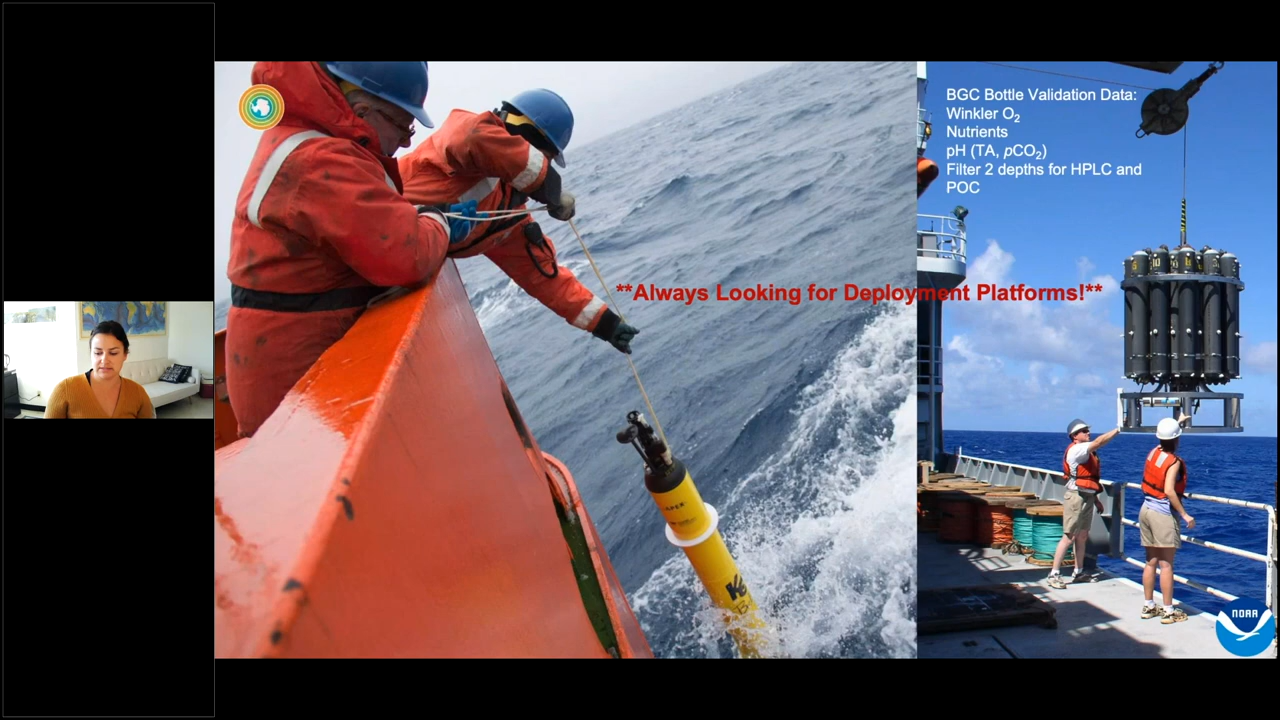 BGC Bottle Validation Data:
Winkler O₂
Nutrients
pH (TA, pCO₂)
Filter 2 depths for HPLC and
POC
**Always Looking for Deployment Platforms!**
NOAA